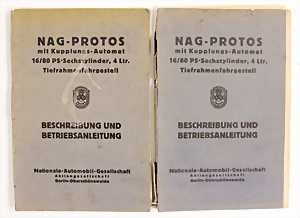 NAG-PROTOS
mit Kupplungs-Automat
16/80 PS-Sechszylinder, 4 Ltr.
Tiefrahmenfahrgestell
BESCHREIBUNG UND
BETRIEBSANLEITUNG
Nationale-Automobil-Gesellschaft
Aktiengesellschaft
Berlin-Oberschöneweide
NAG-PROTOS
mit Kupplungs-Automat
16/80 PS-Sechszylinder, 4 Ltr.
Tiefrahmenfahrgestell
BESCHREIBUNG UND
BETRIEBSANLEITUNG
Nationale-Automobil-Gesellschaft
Aktiengesellschaft
Berlin-Oberschöneweide